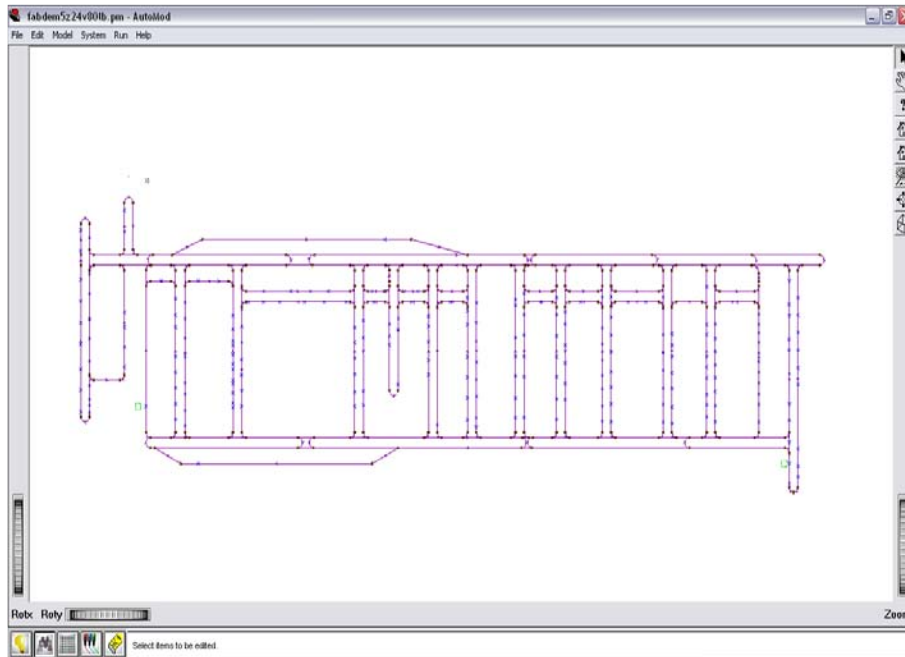 fabdem5z24v80lb.pm - AutoMod
File Edit Model System Run Help
Rotx Roty
Zoom
Select items to be edited.